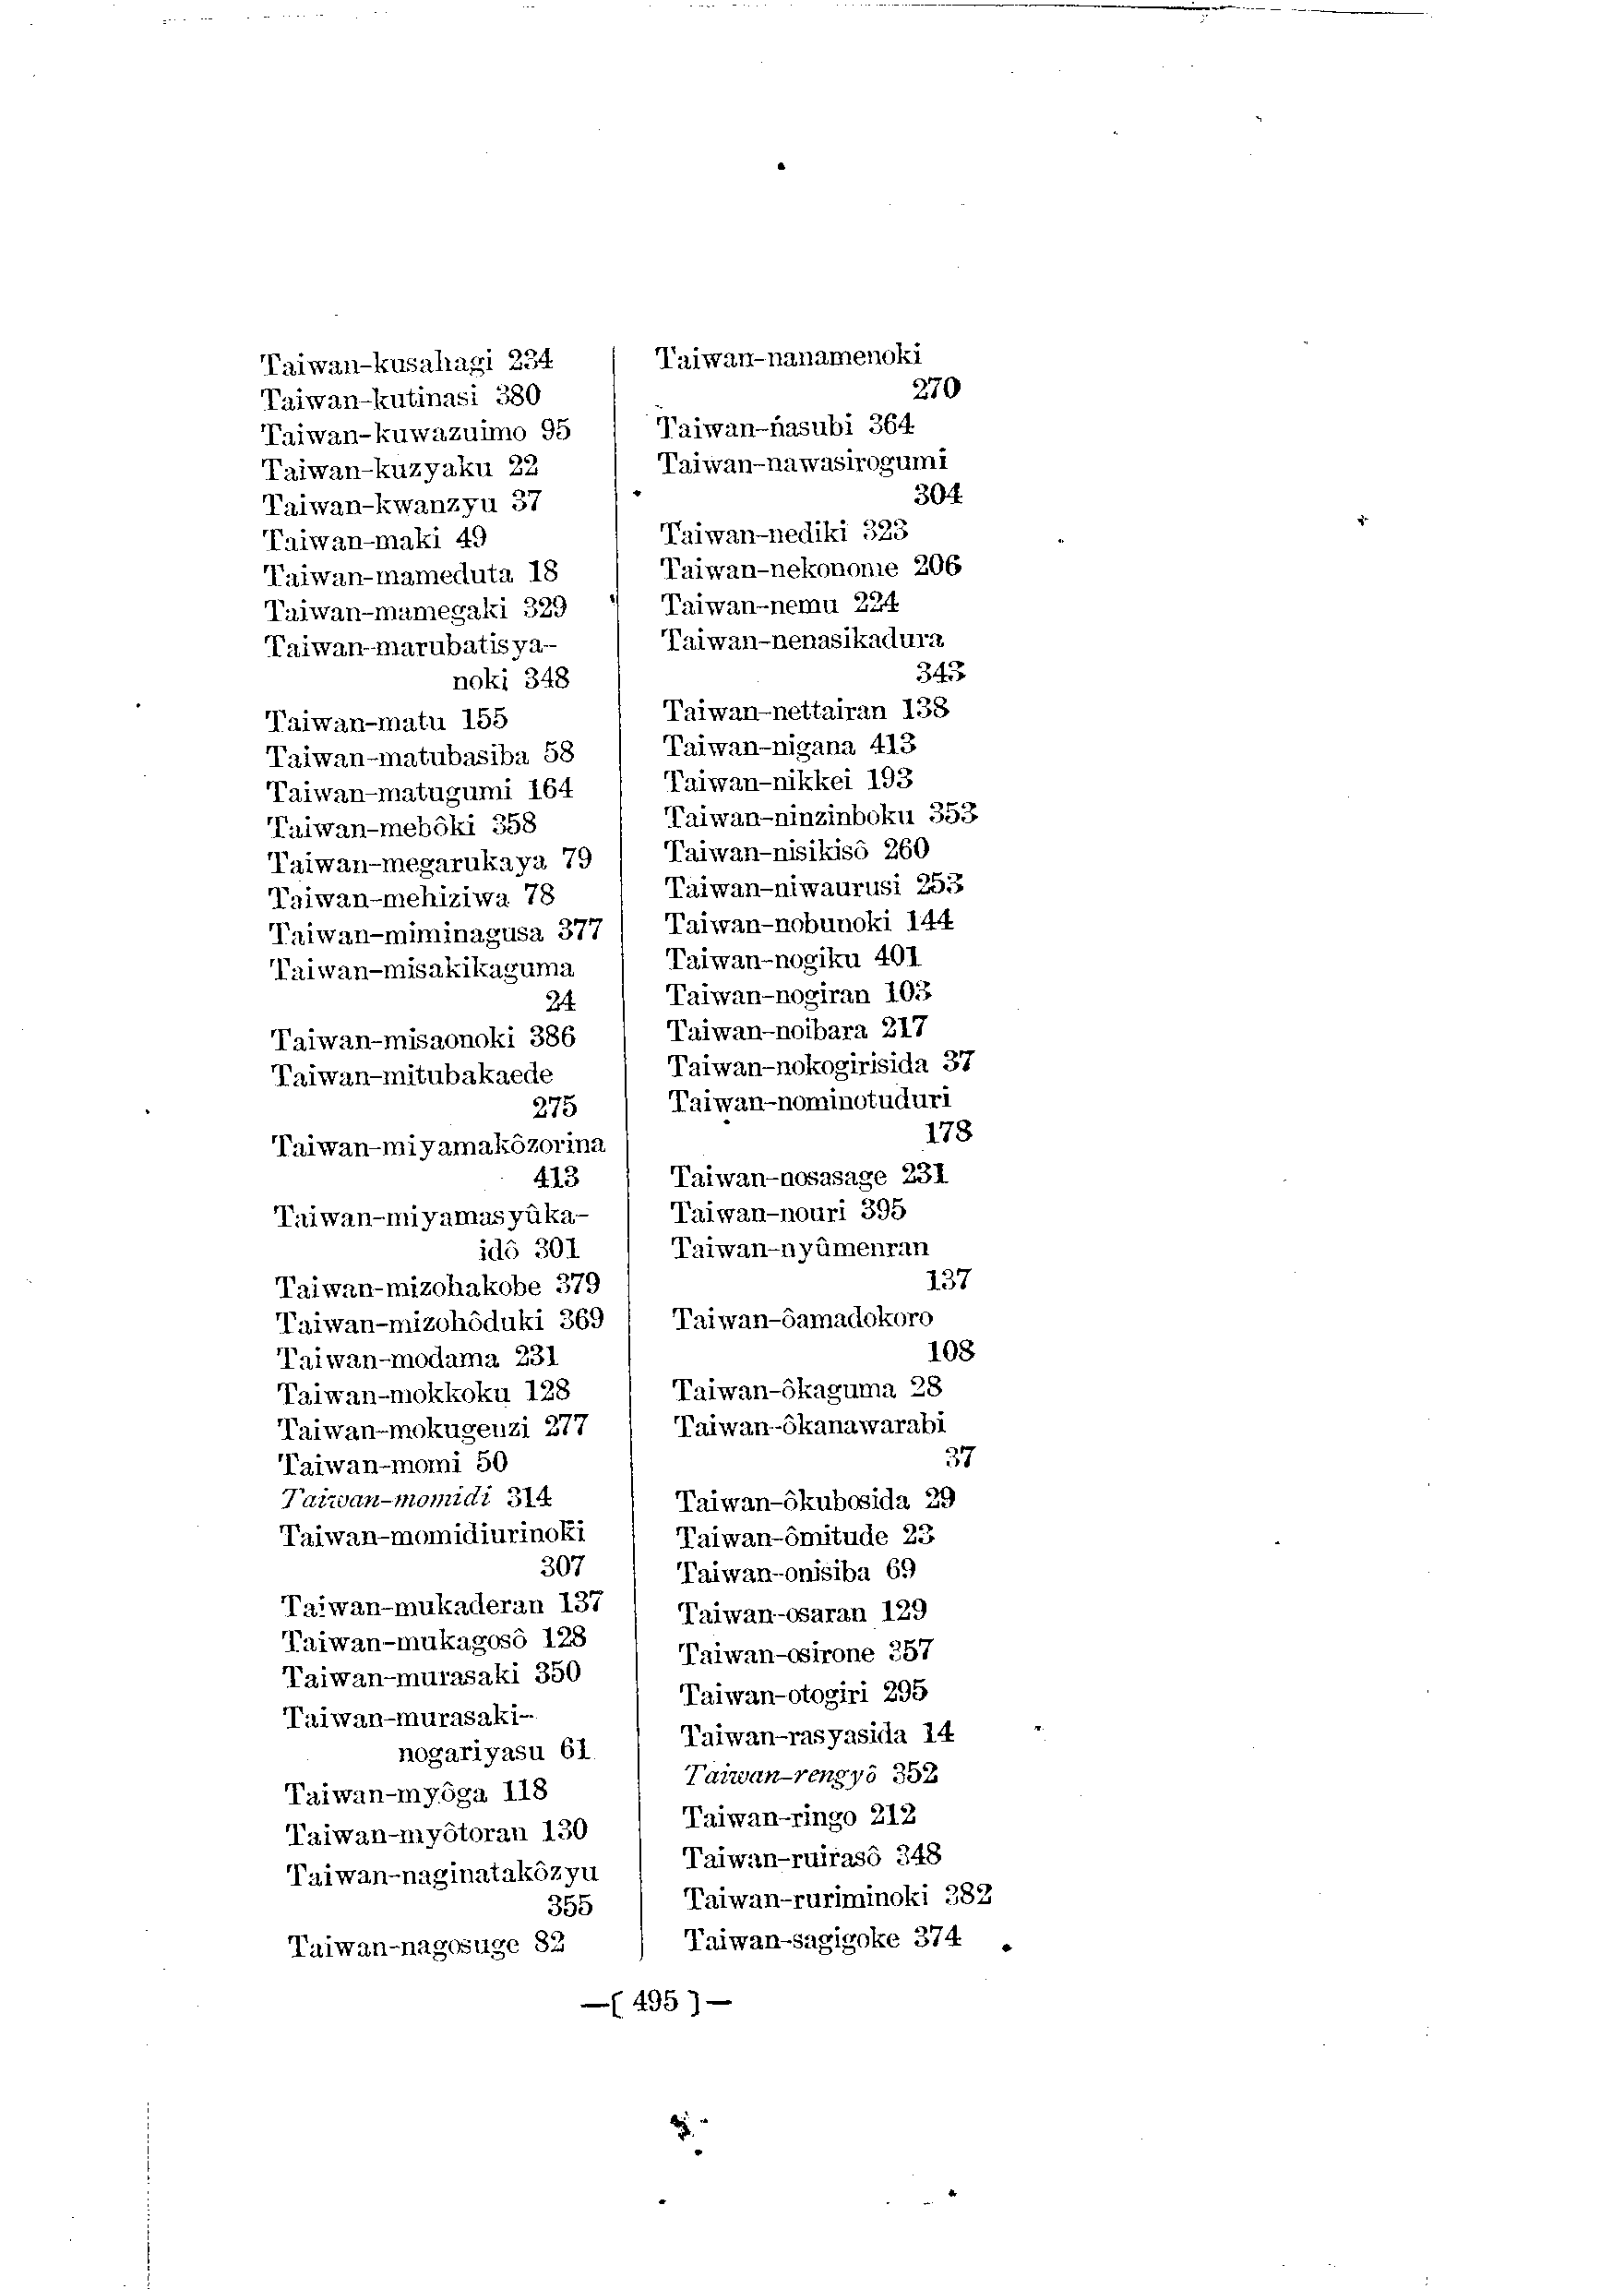 Taiwan-kusahagi 234
Taiwan-kutinasi 380
Taiwan-kuwazuimo 95
Taiwan-kuzyaku 22
Taiwan-kwanzyu 37
Taiwan-maki 49
Taiwan-mameduta 18
Taiwan-mamegaki 329
Taiwan-marubatisya-
noki 348
Taiwan-matu 155
Taiwan-matubasiba 58
Taiwan-matugumi 164
Taiwan-mebôki 358
Taiwan-megarukaya 79
Taiwan-mehiziwa 78
Taiwan-miminagusa 377
Taiwan-misakikaguma
24
Taiwan-misaonoki 386
Taiwan-mitubakaede
275
Taiwan-miyamakôzorina
413
Taiwan-miyamasyûka-
idô 301
Taiwan-mizohakobe 379
Taiwan-mizohôduki 369
Taiwan-modama 231
Taiwan-mokkoku 128
Taiwan-mokugenzi 277
Taiwan-momi 50
Taiwan-momidi 314
Taiwan-momidiurinoki
307
Taiwan-mukaderan 137
Taiwan-mukagosô 128
Taiwan-murasaki 350
Taiwan-murasaki-
nogariyasu 61
Taiwan-myôga 118
Taiwan-myôtoran 130
Taiwan-naginatakôzyu
355
Taiwan-nagosuge 82
Taiwan-nanamenoki
270
Taiwan-nasubi 364
Taiwan-nawasirogumi
304
Taiwan-nediki 323
Taiwan-nekonome 206
Taiwan-nemu 224
Taiwan-nenasikadura
343
Taiwan-nettairan 138
Taiwan-nigana 413
Taiwan-nikkei 193
Taiwan-ninzinboku 353
Taiwan-nisikisô 260
Taiwan-niwaurusi 253
Taiwan-nobunoki 144
Taiwan-nogiku 401
Taiwan-nogiran 103
Taiwan-noibara 217
Taiwan-nokogirisida 37
Taiwan-nominotuduri
178
Taiwan-nosasage 231
Taiwan-nouri 395
Taiwan-nyûmenran
137
Taiwan-ôamadokoro
108
Taiwan-ôkaguma 28
Taiwan-ôkanawarabi
37
Taiwan-ôkubosida 29
Taiwan-ômitude 23
Taiwan-onisiba 69
Taiwan-osaran 129
Taiwan-osirone 357
Taiwan-otogiri 295
Taiwan-rasyasida 14
Taiwan-rengyô 352
Taiwan-ringo 212
Taiwan-ruirasô 348
Taiwan-ruriminoki 382
Taiwan-sagigoke 374
—[ 495 ]—